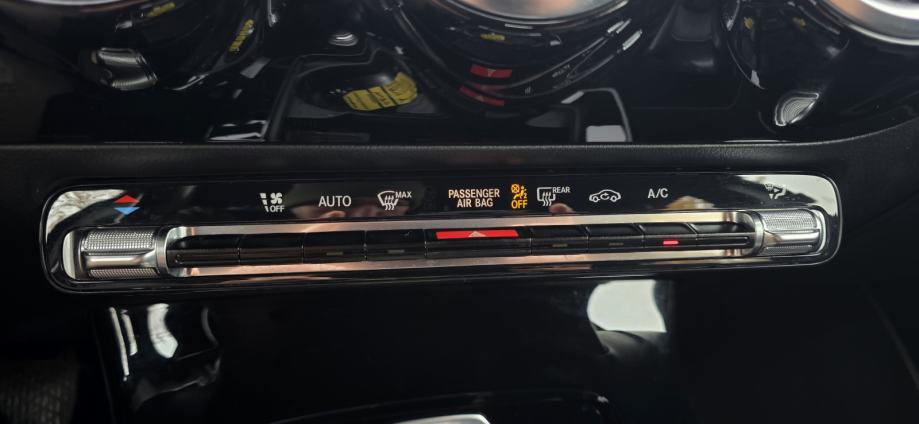 OFF
AUTO
MAX
PASSENGER
AIR BAG
OFF
REAR
A/C